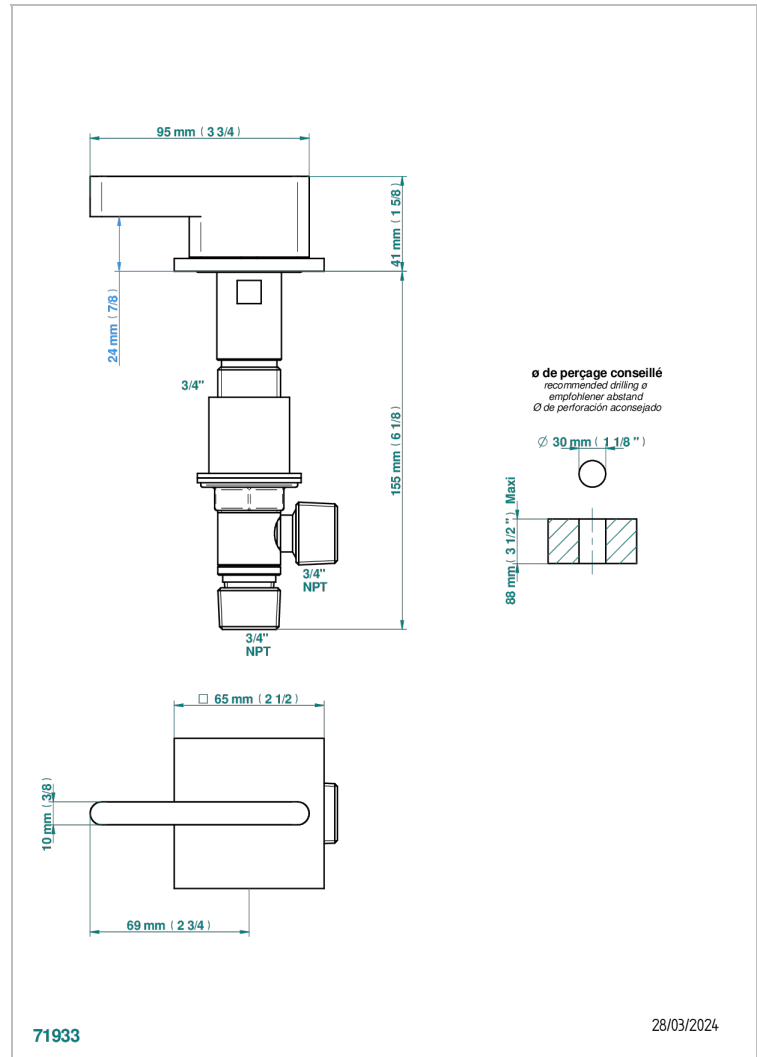 95 mm ( 3 3/4 )
41 mm ( 1 5/8 )
24 mm ( 7/8 )
3/4"
155 mm ( 6 1/8 )
3/4"
NPT
3/4"
NPT
ø de perçage conseillé
recommended drilling ø
empfohlener abstand
Ø de perforación aconsejado
∅ 30 mm ( 1 1/8 " )
88 mm ( 3 1/2 " ) Maxi
□ 65 mm ( 2 1/2 )
10 mm ( 3/8 )
69 mm ( 2 3/4 )
71933
28/03/2024